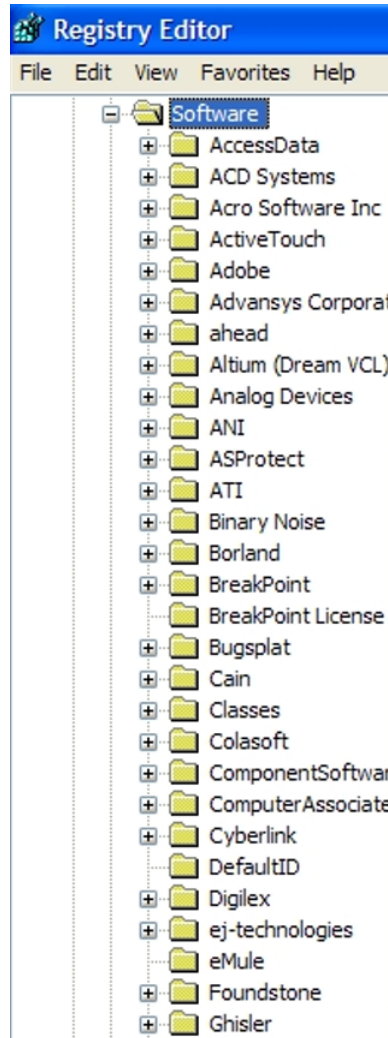 Registry Editor
File Edit View Favorites Help
Software
AccessData
ACD Systems
Acro Software Inc
ActiveTouch
Adobe
Advansys Corporat
ahead
Altium (Dream VCL)
Analog Devices
ANI
ASProtect
ATI
Binary Noise
Borland
BreakPoint
BreakPoint License
Bugsplat
Cain
Classes
Colasoft
ComponentSoftwar
ComputerAssociate
Cyberlink
DefaultID
Digilex
ej-technologies
eMule
Foundstone
Ghisler